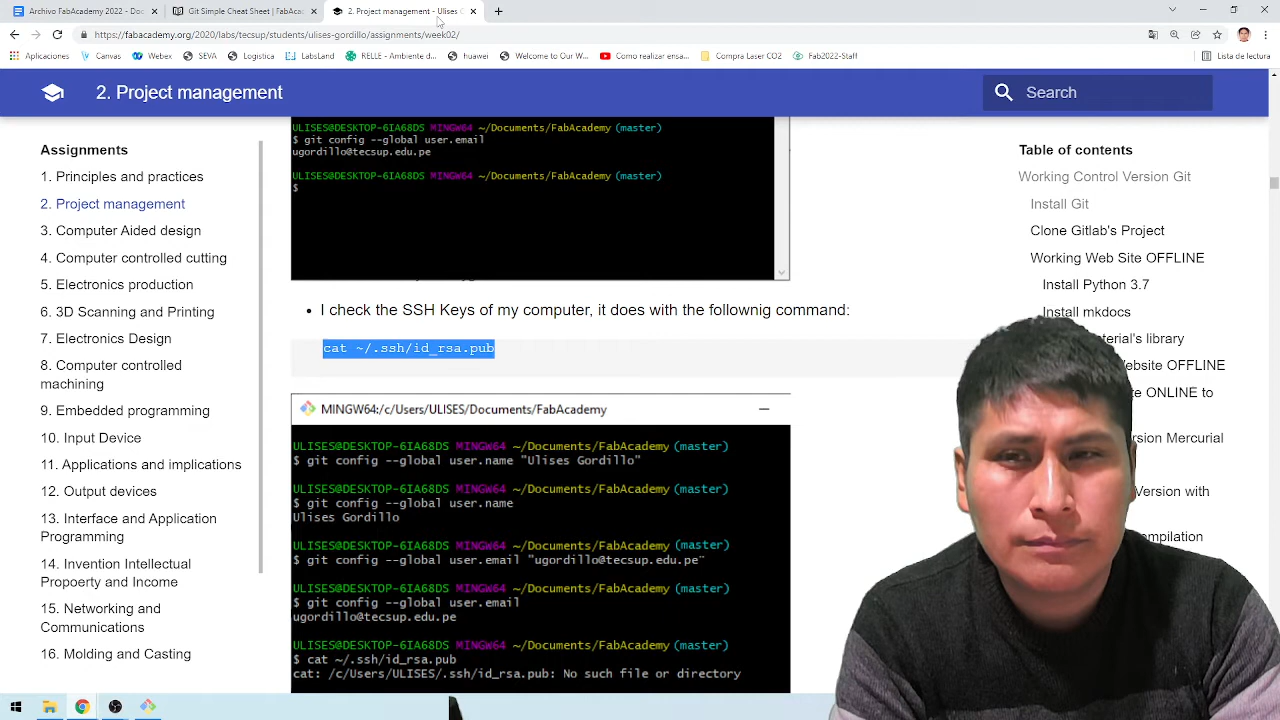 Archivo FabAcademy 2022 - Doc
Git Simple Cheat Sheet | FabAc
2. Project management - Ulises
https://fabacademy.org/2020/labs/tecsup/students/ulises-gordillo/assignments/week02/
Aplicaciones
Canvas
Webex
SEVA
Logistica
Labsland
RELLE - Ambiente d...
huawei
Welcome to Our W...
Como realizar ensa...
Compra Laser CO2
Fab2022-Staff
Lista de lectura
2. Project management
Search
Assignments
1. Principles and practices
2. Project management
3. Computer Aided design
4. Computer controlled cutting
5. Electronics production
6. 3D Scanning and Printing
7. Electronics Design
8. Computer controlled
machining
9. Embedded programming
10. Input Device
11. Applications and implications
12. Output devices
13. Interface and Application
Programming
14. Invention Intellectual
Property and Income
15. Networking and
Communications
16. Molding and Casting
ULISES@DESKTOP-6IA68DS MINGW64 ~/Documents/FabAcademy (master)
$ git config --global user.email
ugordillo@tecsup.edu.pe
ULISES@DESKTOP-6IA68DS MINGW64 ~/Documents/FabAcademy (master)
$
I check the SSH Keys of my computer, it does with the follownig command:
cat ~/.ssh/id_rsa.pub
MINGW64:/c/Users/ULISES/Documents/FabAcademy
ULISES@DESKTOP-6IA68DS MINGW64 ~/Documents/FabAcademy (master)
$ git config --global user.name "Ulises Gordillo"
ULISES@DESKTOP-6IA68DS MINGW64 ~/Documents/FabAcademy (master)
$ git config --global user.name
Ulises Gordillo
ULISES@DESKTOP-6IA68DS MINGW64 ~/Documents/FabAcademy (master)
$ git config --global user.email "ugordillo@tecsup.edu.pe"
ULISES@DESKTOP-6IA68DS MINGW64 ~/Documents/FabAcademy (master)
$ git config --global user.email
ugordillo@tecsup.edu.pe
ULISES@DESKTOP-6IA68DS MINGW64 ~/Documents/FabAcademy (master)
$ cat ~/.ssh/id_rsa.pub
cat: /c/Users/ULISES/.ssh/id_rsa.pub: No such file or directory
Table of contents
Working Control Version Git
Install Git
Clone Gitlab's Project
Working Web Site OFFLINE
Install Python 3.7
Install mkdocs
terial's library
ebsite OFFLINE
ONLINE to
Material
Version with
ompilation